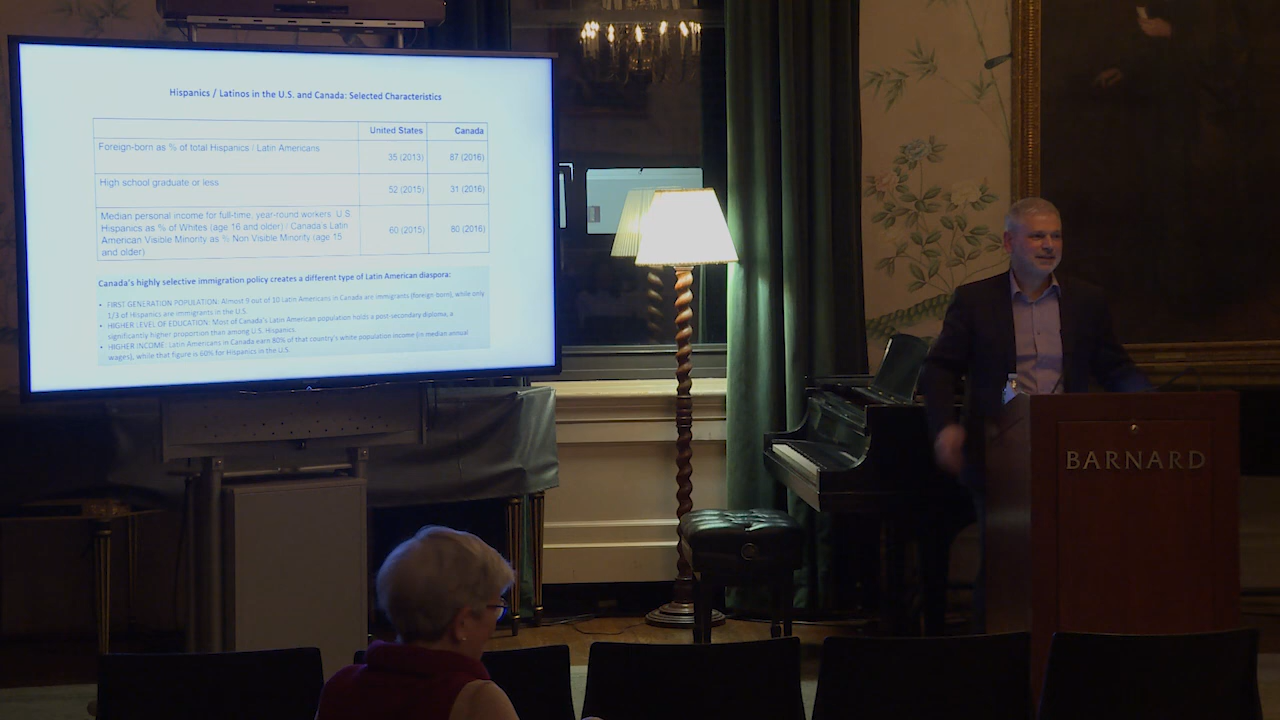 Hispanics / Latinos in the U.S. and Canada: Selected Characteristics
United States Canada
Foreign-born as % of total Hispanics / Latin Americans 35 (2013) 87 (2016)
High school graduate or less 52 (2015) 31 (2016)
Median personal income for full-time, year-round workers U.S.
Hispanics as % of Whites (age 16 and older) / Canada's Latin
American Visible Minority as % Non Visible Minority (age 15
and older) 60 (2015) 80 (2016)
Canada's highly selective immigration policy creates a different type of Latin American diaspora:
• FIRST GENERATION POPULATION: Almost 9 out of 10 Latin Americans in Canada are immigrants (foreign-born), while only
1/3 of Hispanics are immigrants in the U.S.
• HIGHER LEVEL OF EDUCATION: Most of Canada's Latin American population holds a post-secondary diploma, a
significantly higher proportion than among U.S. Hispanics.
• HIGHER INCOME: Latin Americans in Canada earn 80% of that country's white population income (in median annual
wages), while that figure is 60% for Hispanics in the U.S.
BARNARD